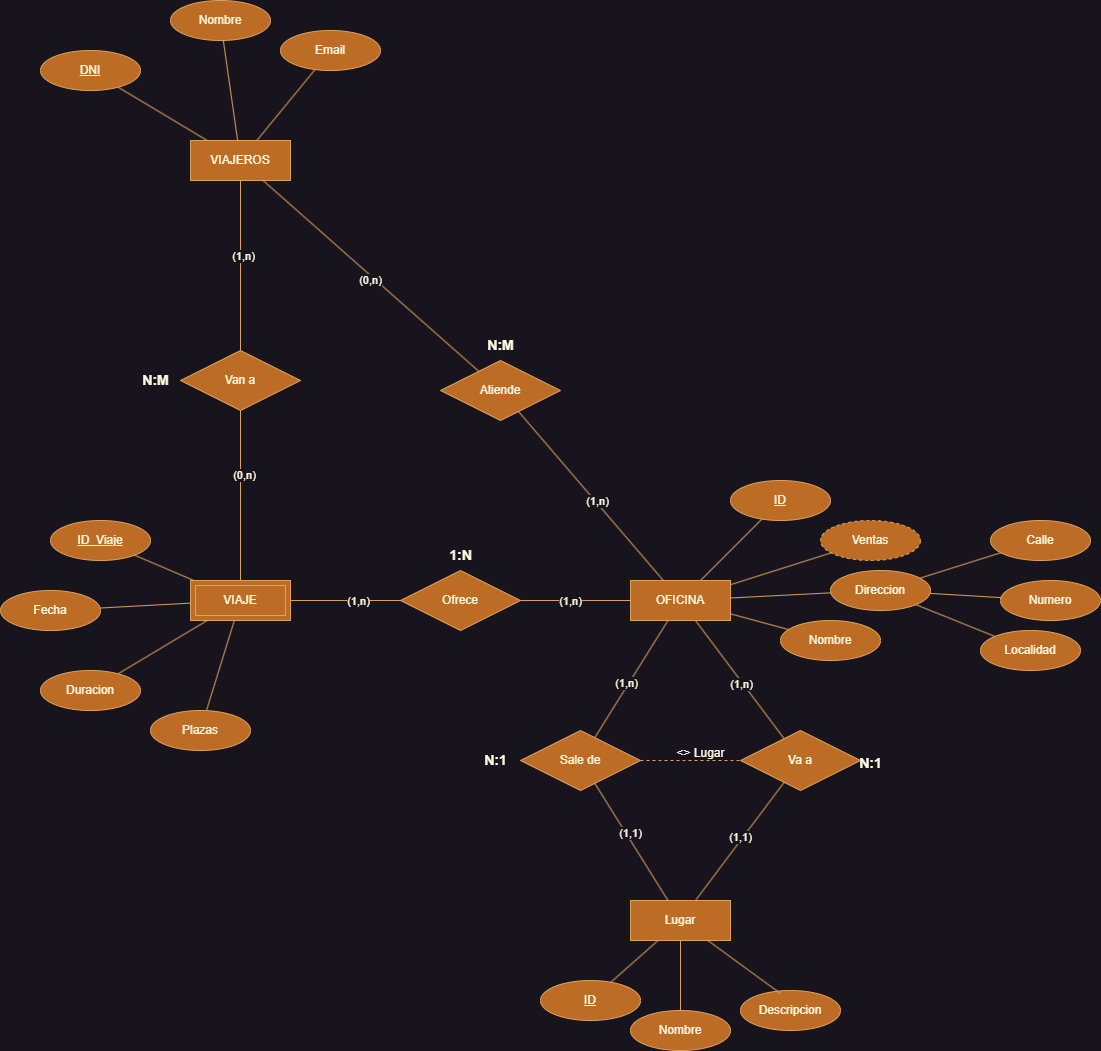 Nombre
Email
DNI
VIAJEROS
(1,n)
(0,n)
N:M
N:M
Van a
Atiende
(0,n)
(1,n)
ID
ID_Viaje
Ventas
Calle
1:N
VIAJE
(1,n)
Ofrece
(1,n)
OFICINA
Direccion
Numero
Fecha
Nombre
Localidad
Duracion
(1,n)
(1,n)
Plazas
N:1
Sale de
<> Lugar
Va a
N:1
(1,1)
(1,1)
Lugar
ID
Nombre
Descripcion